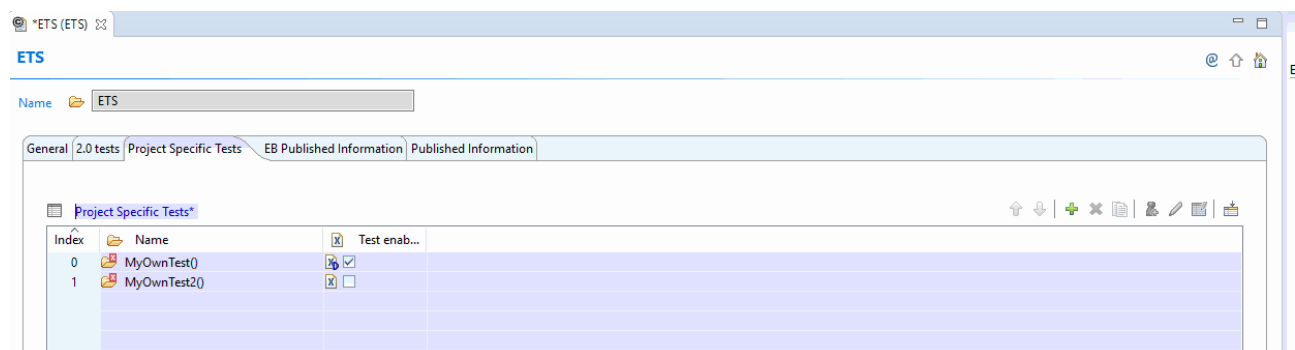 *ETS (ETS)
ETS
Name ETS
General 2.0 tests Project Specific Tests EB Published Information Published Information
Project Specific Tests*
Index Name Test enab...
0 MyOwnTest()
1 MyOwnTest2()